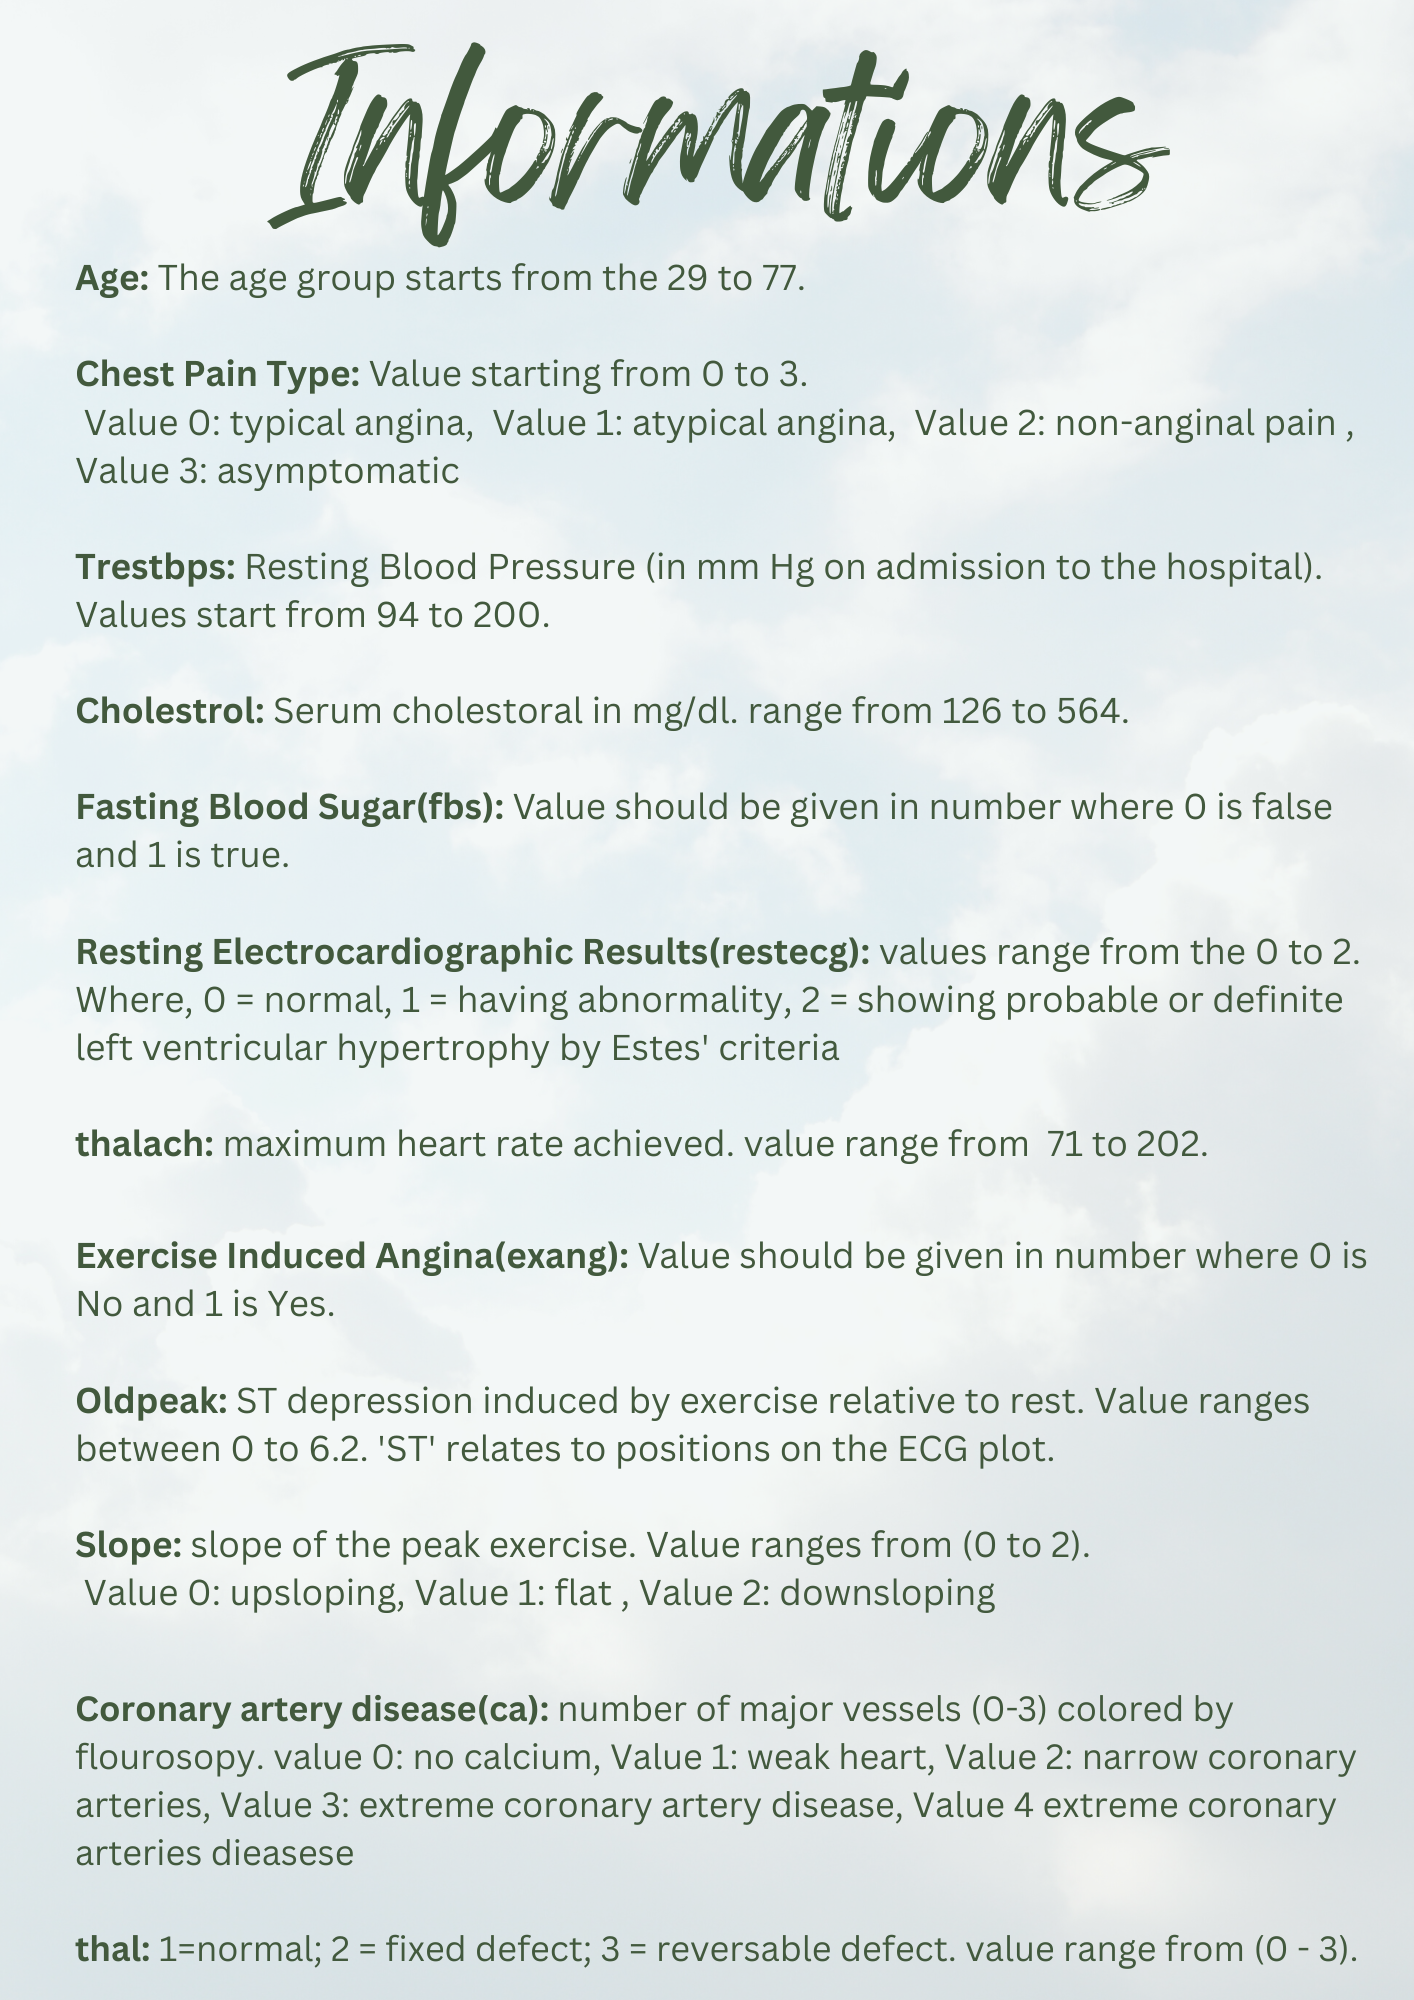 Informations
Age: The age group starts from the 29 to 77.
Chest Pain Type: Value starting from 0 to 3.
Value 0: typical angina, Value 1: atypical angina, Value 2: non-anginal pain ,
Value 3: asymptomatic
Trestbps: Resting Blood Pressure (in mm Hg on admission to the hospital).
Values start from 94 to 200.
Cholestrol: Serum cholestoral in mg/dl. range from 126 to 564.
Fasting Blood Sugar(fbs): Value should be given in number where 0 is false
and 1 is true.
Resting Electrocardiographic Results(restecg): values range from the 0 to 2.
Where, 0 = normal, 1 = having abnormality, 2 = showing probable or definite
left ventricular hypertrophy by Estes' criteria
thalach: maximum heart rate achieved. value range from 71 to 202.
Exercise Induced Angina(exang): Value should be given in number where 0 is
No and 1 is Yes.
Oldpeak: ST depression induced by exercise relative to rest. Value ranges
between 0 to 6.2. 'ST' relates to positions on the ECG plot.
Slope: slope of the peak exercise. Value ranges from (0 to 2).
Value 0: upsloping, Value 1: flat , Value 2: downsloping
Coronary artery disease(ca): number of major vessels (0-3) colored by
flourosopy. value 0: no calcium, Value 1: weak heart, Value 2: narrow coronary
arteries, Value 3: extreme coronary artery disease, Value 4 extreme coronary
arteries dieasese
thal: 1=normal; 2 = fixed defect; 3 = reversable defect. value range from (0 - 3).